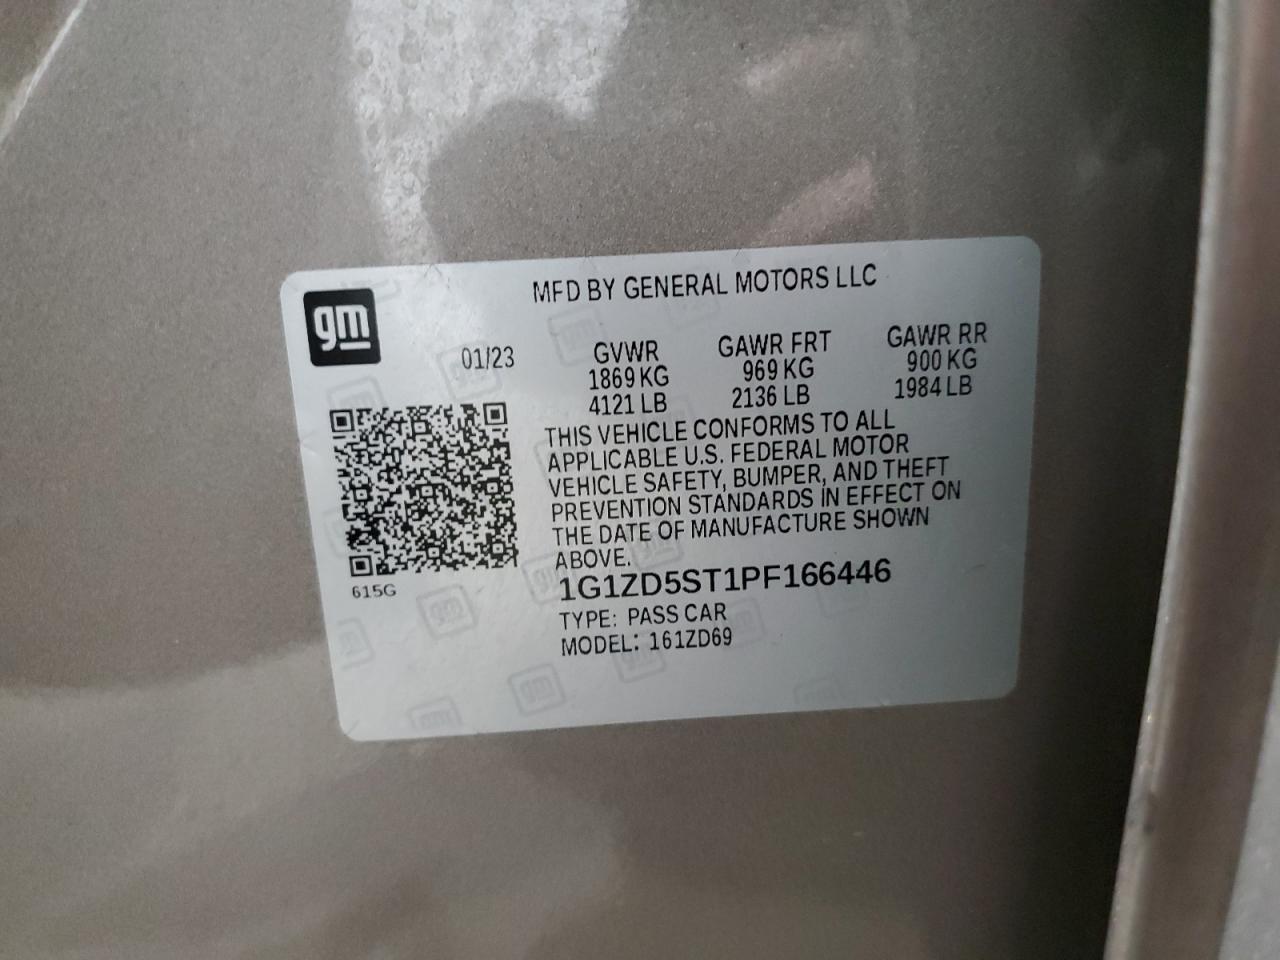 gm
MFD BY GENERAL MOTORS LLC
01/23
GVWR
1869 KG
4121 LB
GAWR FRT
969 KG
2136 LB
GAWR RR
900 KG
1984 LB
THIS VEHICLE CONFORMS TO ALL
APPLICABLE U.S. FEDERAL MOTOR
VEHICLE SAFETY, BUMPER, AND THEFT
PREVENTION STANDARDS IN EFFECT ON
THE DATE OF MANUFACTURE SHOWN
ABOVE.
615G
1G1ZD5ST1PF166446
TYPE: PASS CAR
MODEL: 161ZD69